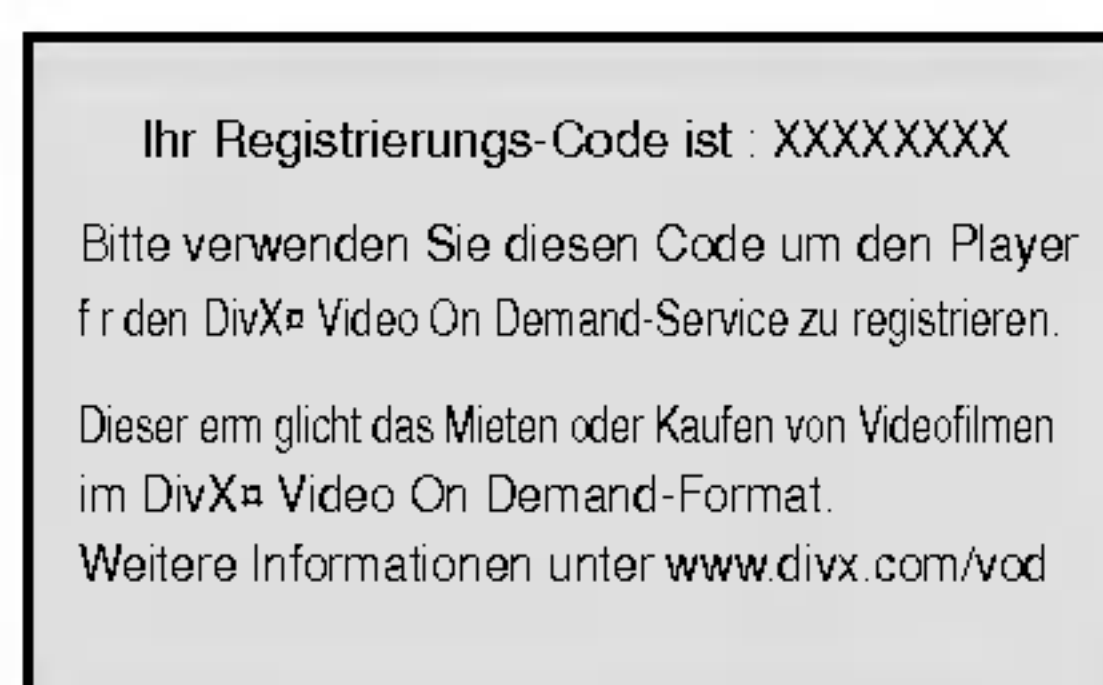 Ihr Registrierungs-Code ist : XXXXXXXX
Bitte verwenden Sie diesen Code um den Player
f r den DivX¤ Video On Demand-Service zu registrieren.
Dieser erm glicht das Mieten oder Kaufen von Videofilmen
im DivX¤ Video On Demand-Format.
Weitere Informationen unter www.divx.com/vod